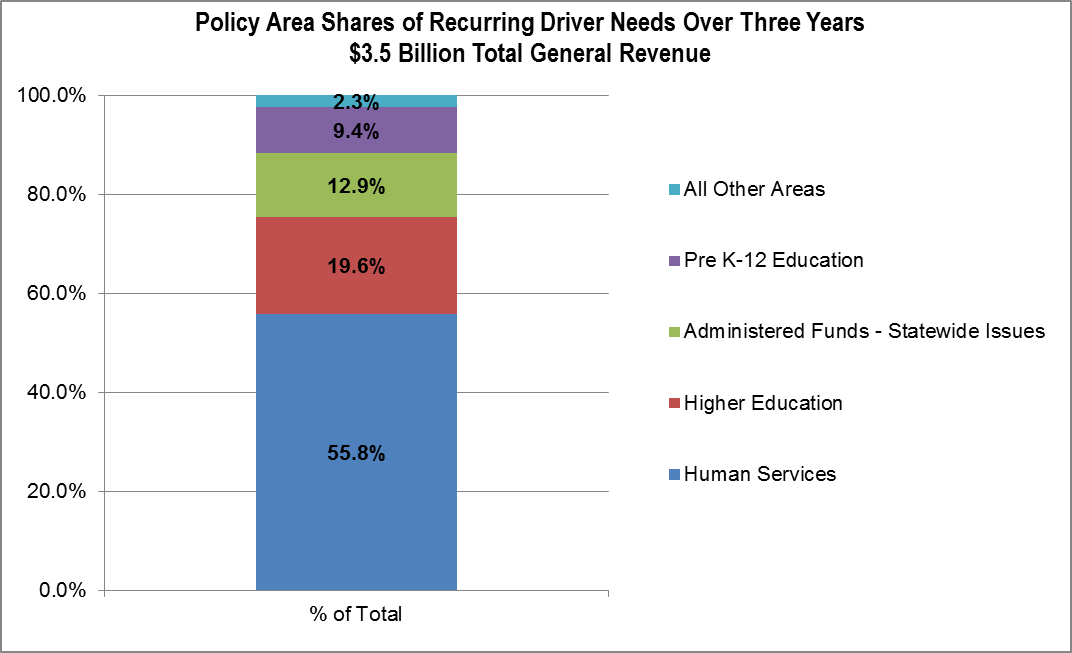 Policy Area Shares of Recurring Driver Needs Over Three Years
$3.5 Billion Total General Revenue
100.0%
80.0%
60.0%
40.0%
20.0%
0.0%
2.3%
9.4%
12.9%
19.6%
55.8%
% of Total
All Other Areas
Pre K-12 Education
Administered Funds - Statewide Issues
Higher Education
Human Services